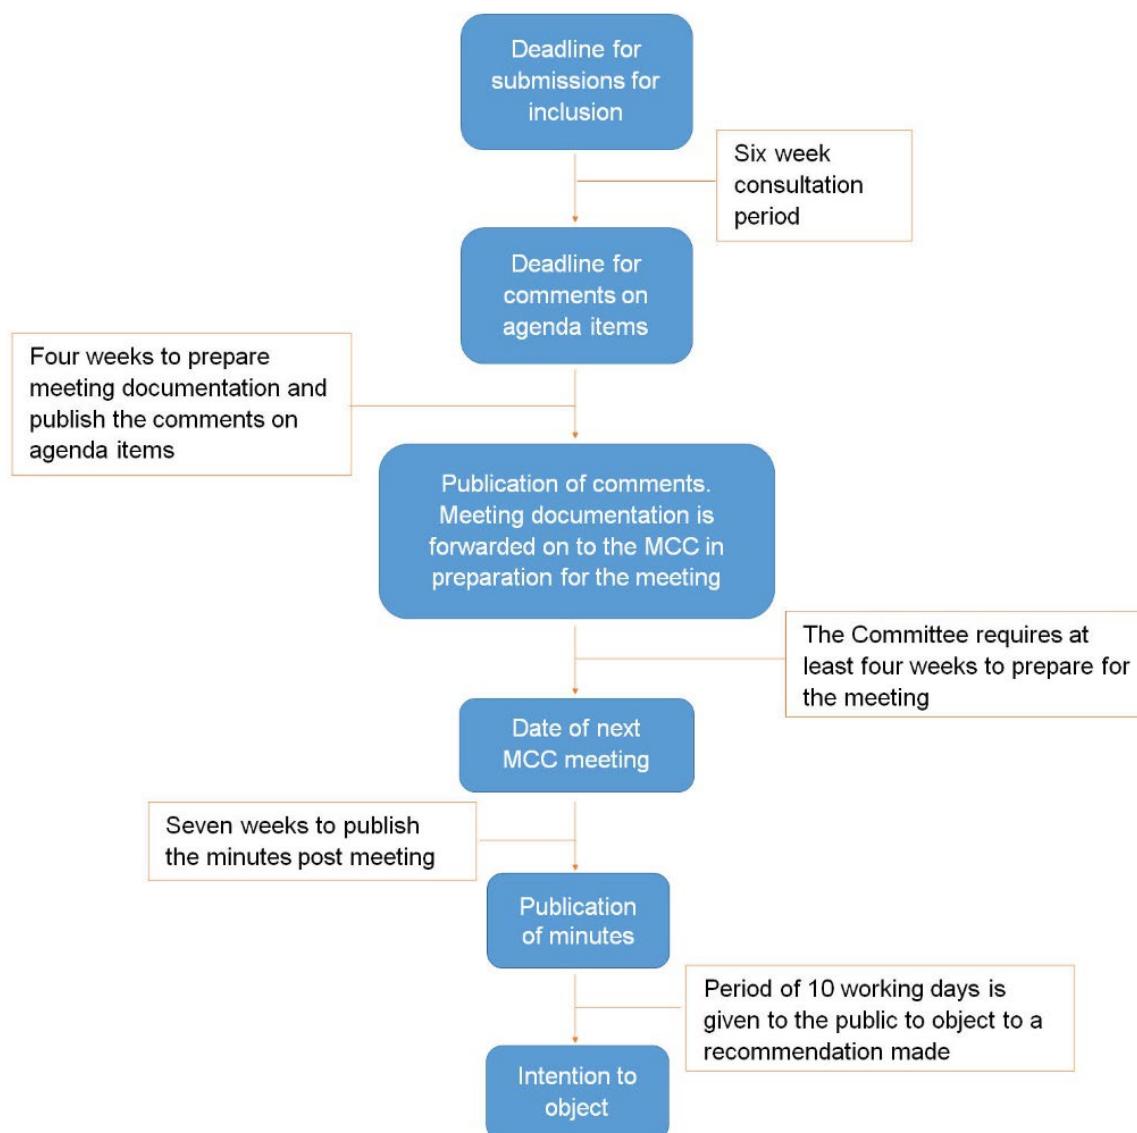 Deadline for
submissions for
inclusion
Six week
consultation
period
Deadline for
comments on
agenda items
Four weeks to prepare
meeting documentation and
publish the comments on
agenda items
Publication of comments.
Meeting documentation is
forwarded on to the MCC in
preparation for the meeting
The Committee requires at
least four weeks to prepare for
the meeting
Date of next
MCC meeting
Seven weeks to publish
the minutes post meeting
Publication
of minutes
Period of 10 working days is
given to the public to object to a
recommendation made
Intention to
object